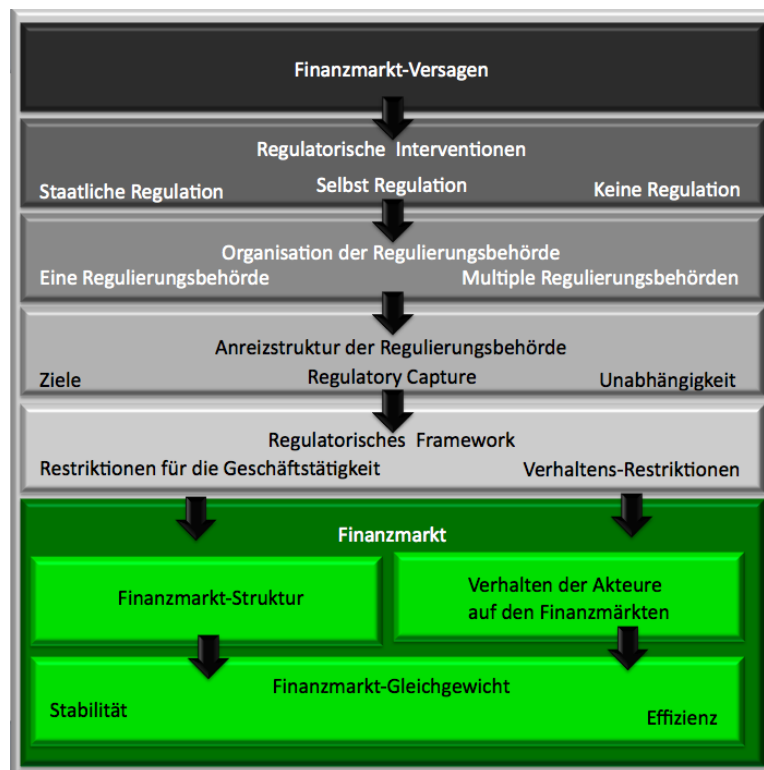 Finanzmarkt-Versagen
Regulatorische Interventionen
Staatliche Regulation
Selbst Regulation
Keine Regulation
Organisation der Regulierungsbehörde
Eine Regulierungsbehörde
Multiple Regulierungsbehörden
Anreizstruktur der Regulierungsbehörde
Ziele
Regulatory Capture
Unabhängigkeit
Regulatorisches Framework
Restriktionen für die Geschäftstätigkeit
Verhaltens-Restriktionen
Finanzmarkt
Finanzmarkt-Struktur
Verhalten der Akteure
auf den Finanzmärkten
Finanzmarkt-Gleichgewicht
Stabilität
Effizienz